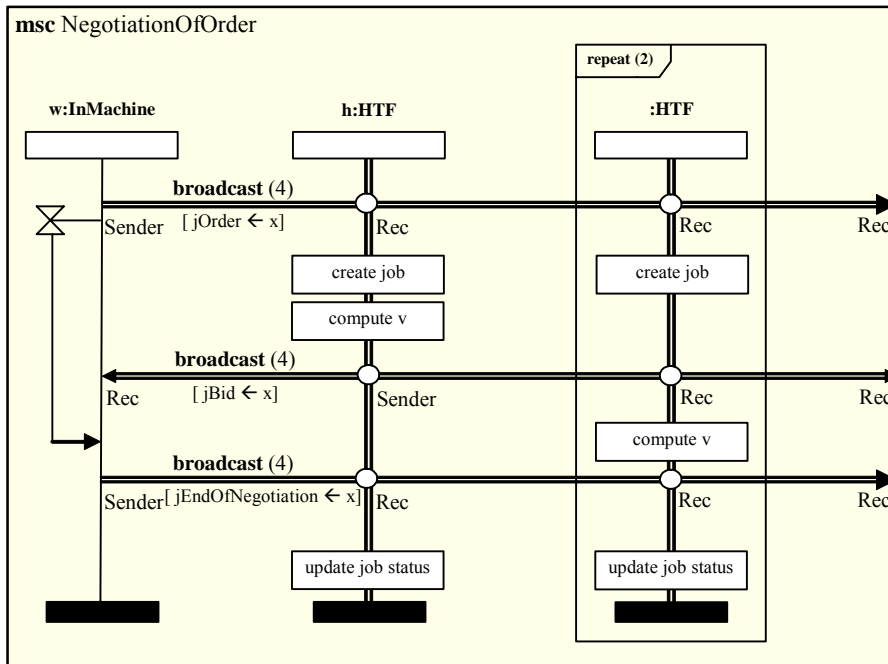 msc NegotiationOfOrder
repeat (2)
w:InMachine h:HTF :HTF
broadcast (4)
Sender [ jOrder ← x] Rec Rec Rec
create job create job
compute v
broadcast (4)
Rec [ jBid ← x] Sender Rec Rec
compute v
broadcast (4)
Sender [ jEndOfNegotiation ← x] Rec Rec Rec
update job status update job status